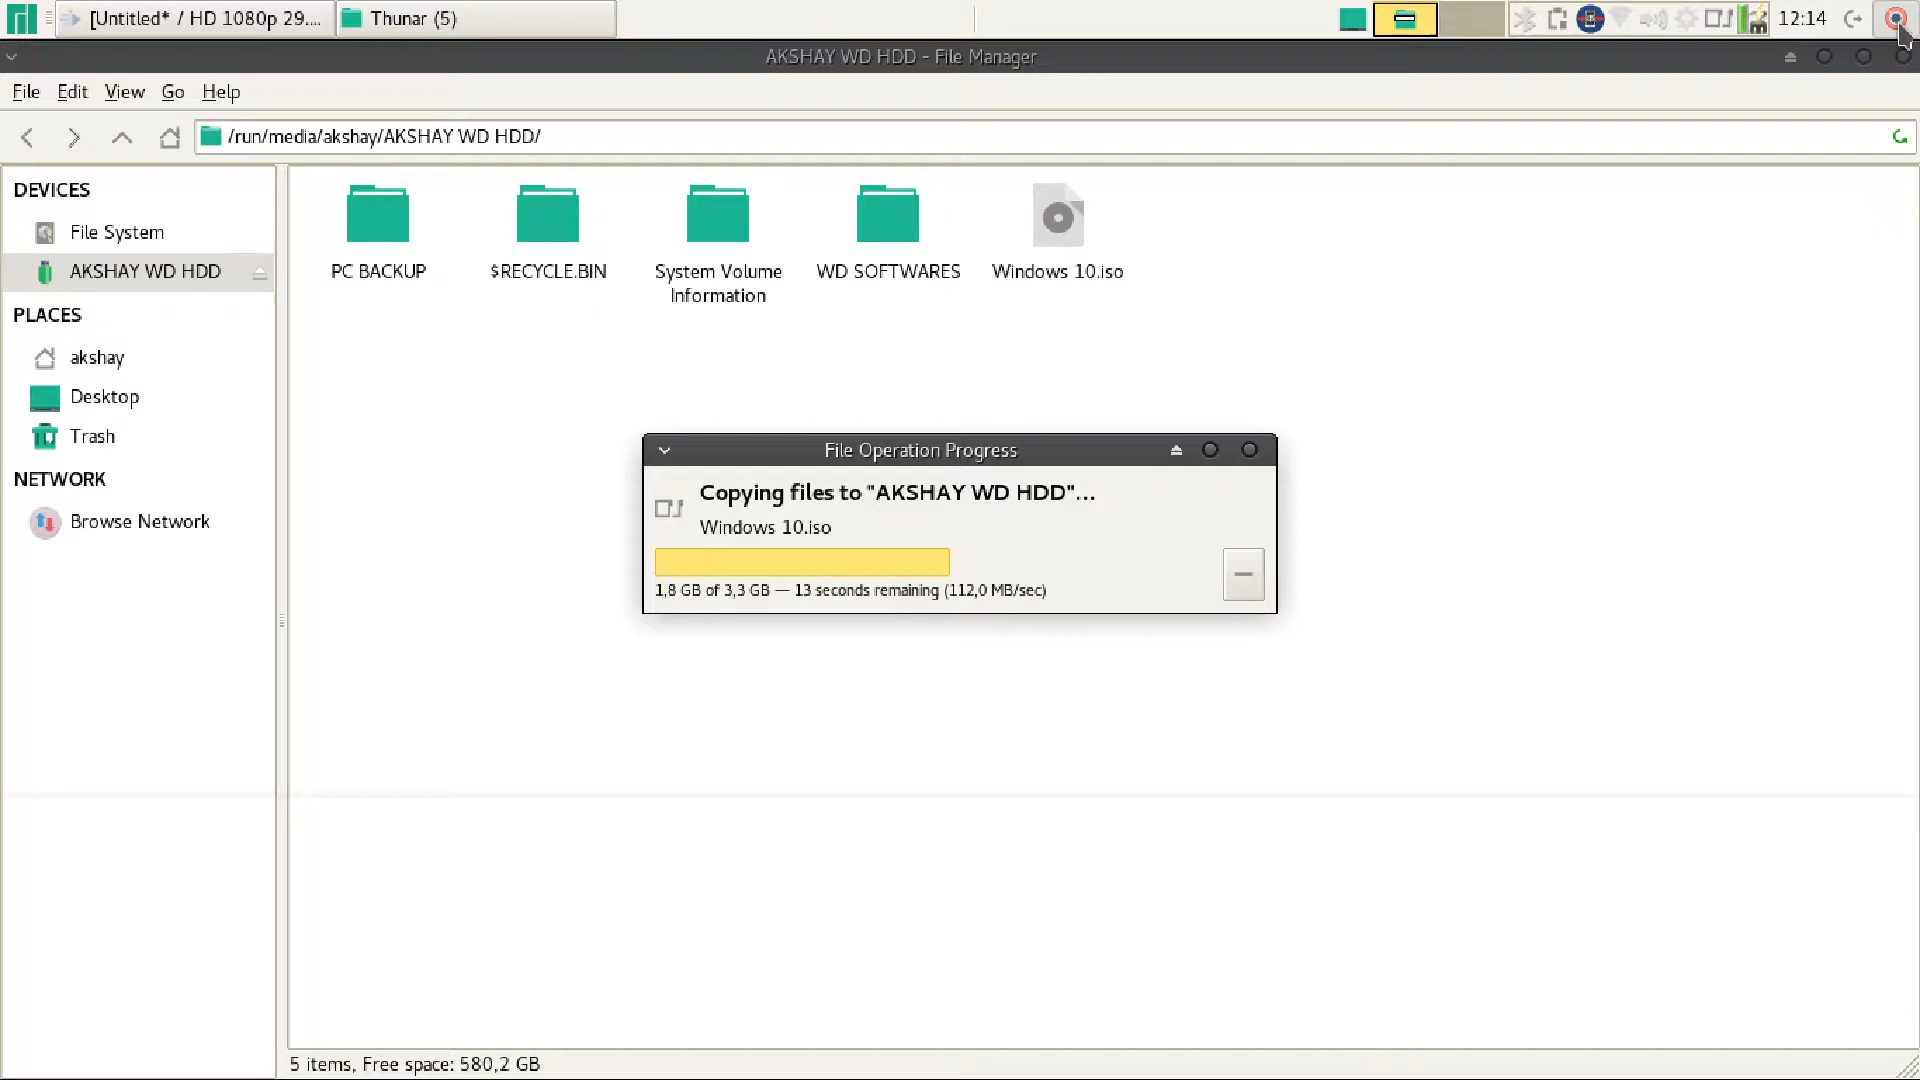 [Untitled* / HD 1080p 29....
Thunar (5)
12:14
AKSHAY WD HDD - File Manager
File Edit View Go Help
/run/media/akshay/AKSHAY WD HDD/
DEVICES
File System
AKSHAY WD HDD
PLACES
akshay
Desktop
Trash
NETWORK
Browse Network
PC BACKUP
$RECYCLE.BIN
System Volume
Information
WD SOFTWARES
Windows 10.iso
File Operation Progress
Copying files to "AKSHAY WD HDD"...
Windows 10.iso
1,8 GB of 3,3 GB — 13 seconds remaining (112,0 MB/sec)
5 items, Free space: 580,2 GB